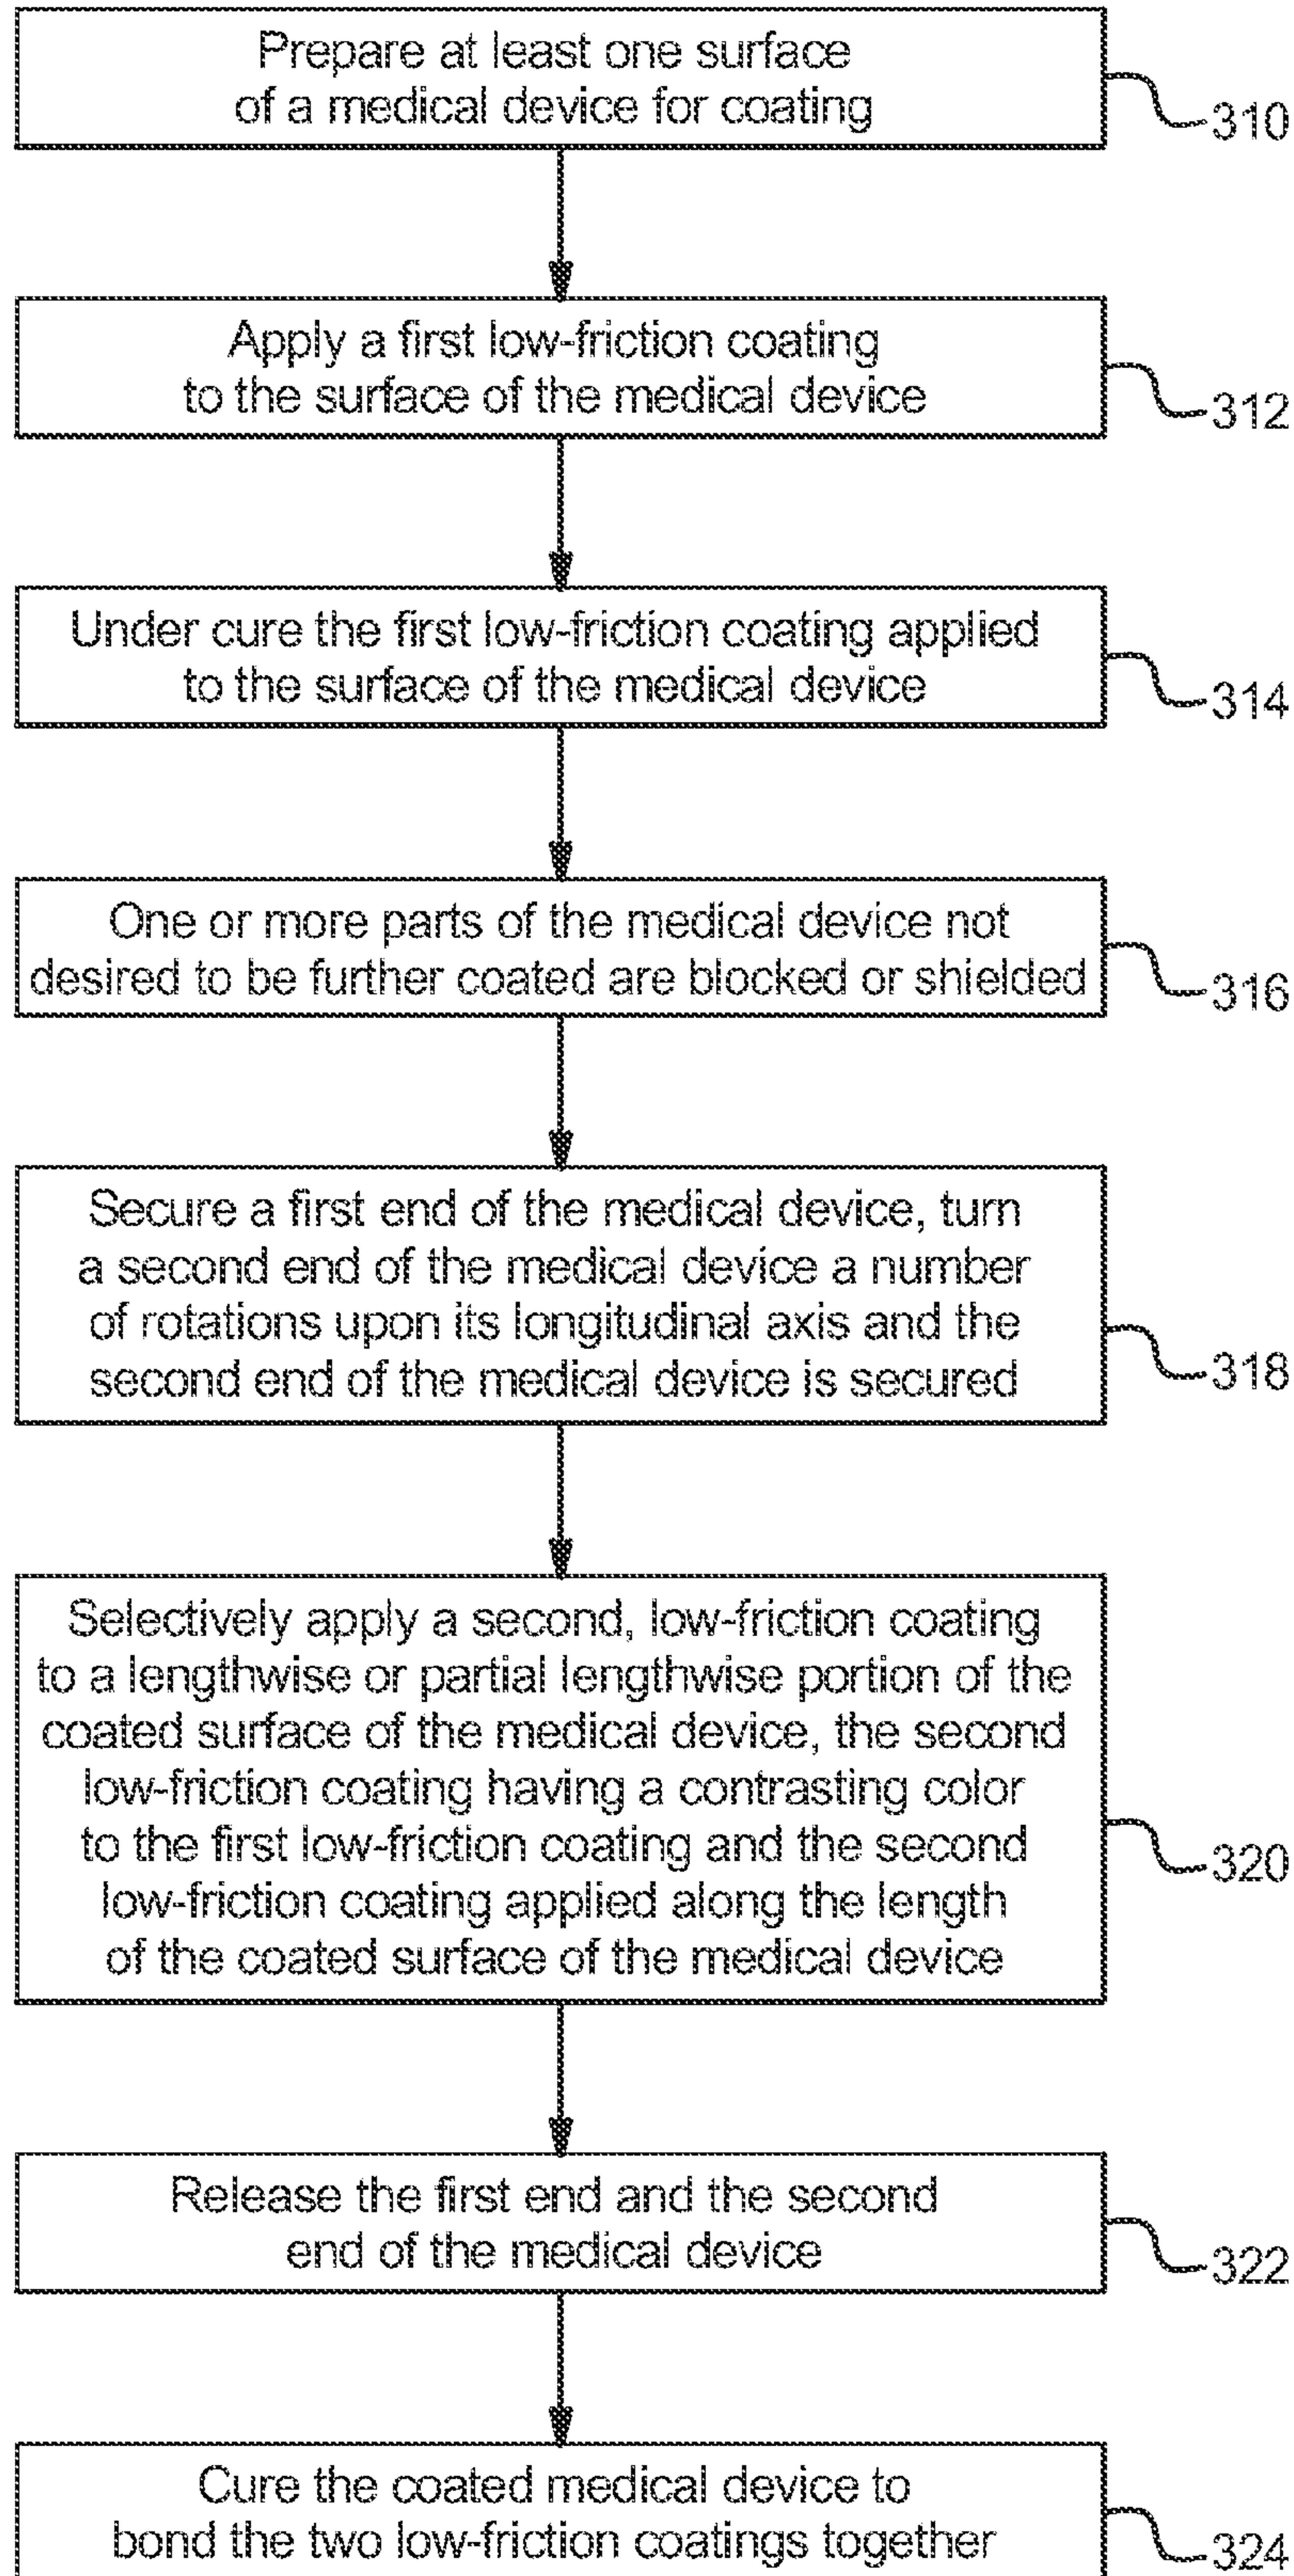 Prepare at least one surface
of a medical device for coating
310
Apply a first low-friction coating
to the surface of the medical device
312
Under cure the first low-friction coating applied
to the surface of the medical device
314
One or more parts of the medical device not
desired to be further coated are blocked or shielded
316
Secure a first end of the medical device, turn
a second end of the medical device a number
of rotations upon its longitudinal axis and the
second end of the medical device is secured
318
Selectively apply a second, low-friction coating
to a lengthwise or partial lengthwise portion of the
coated surface of the medical device, the second
low-friction coating having a contrasting color
to the first low-friction coating and the second
low-friction coating applied along the length
of the coated surface of the medical device
320
Release the first end and the second
end of the medical device
322
Cure the coated medical device to
bond the two low-friction coatings together
324